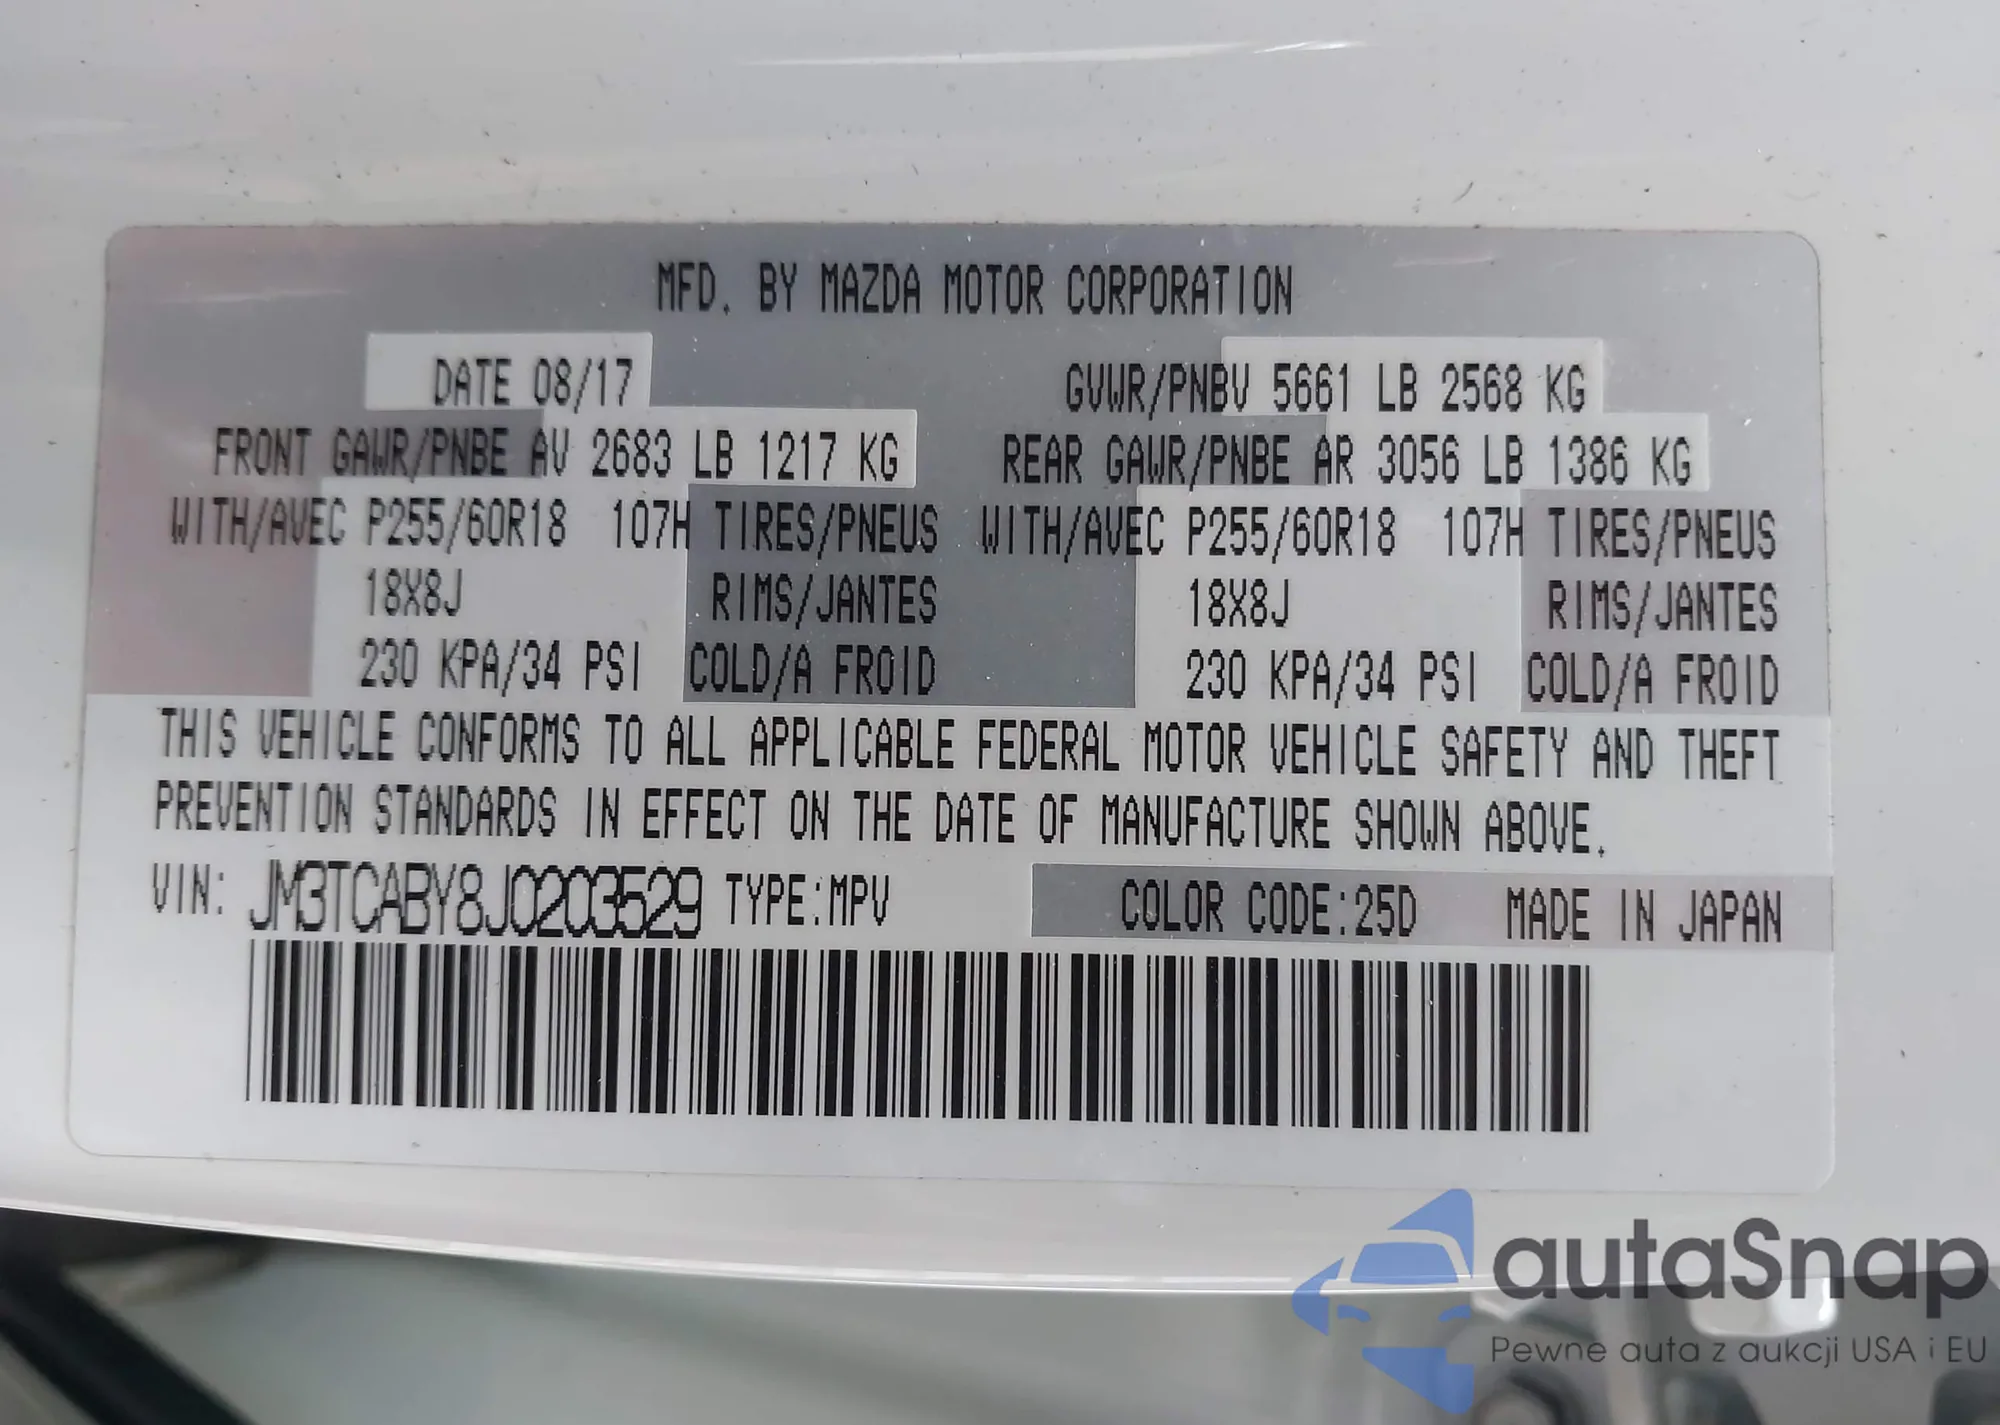 MFD. BY MAZDA MOTOR CORPORATION
DATE 08/17 GVWR/PNBV 5661 LB 2568 KG
FRONT GAWR/PNBE AV 2683 LB 1217 KG REAR GAWR/PNBE AR 3056 LB 1386 KG
WITH/AVEC P255/60R18 107H TIRES/PNEUS WITH/AVEC P255/60R18 107H TIRES/PNEUS
18X8J RIMS/JANTES 18X8J RIMS/JANTES
230 KPA/34 PSI COLD/A FROID 230 KPA/34 PSI COLD/A FROID
THIS VEHICLE CONFORMS TO ALL APPLICABLE FEDERAL MOTOR VEHICLE SAFETY AND THEFT
PREVENTION STANDARDS IN EFFECT ON THE DATE OF MANUFACTURE SHOWN ABOVE.
VIN: JM3TCABY8J0203529 TYPE:MPV COLOR CODE:25D MADE IN JAPAN
autoSnap
Pewne auta z aukcji USA i EU